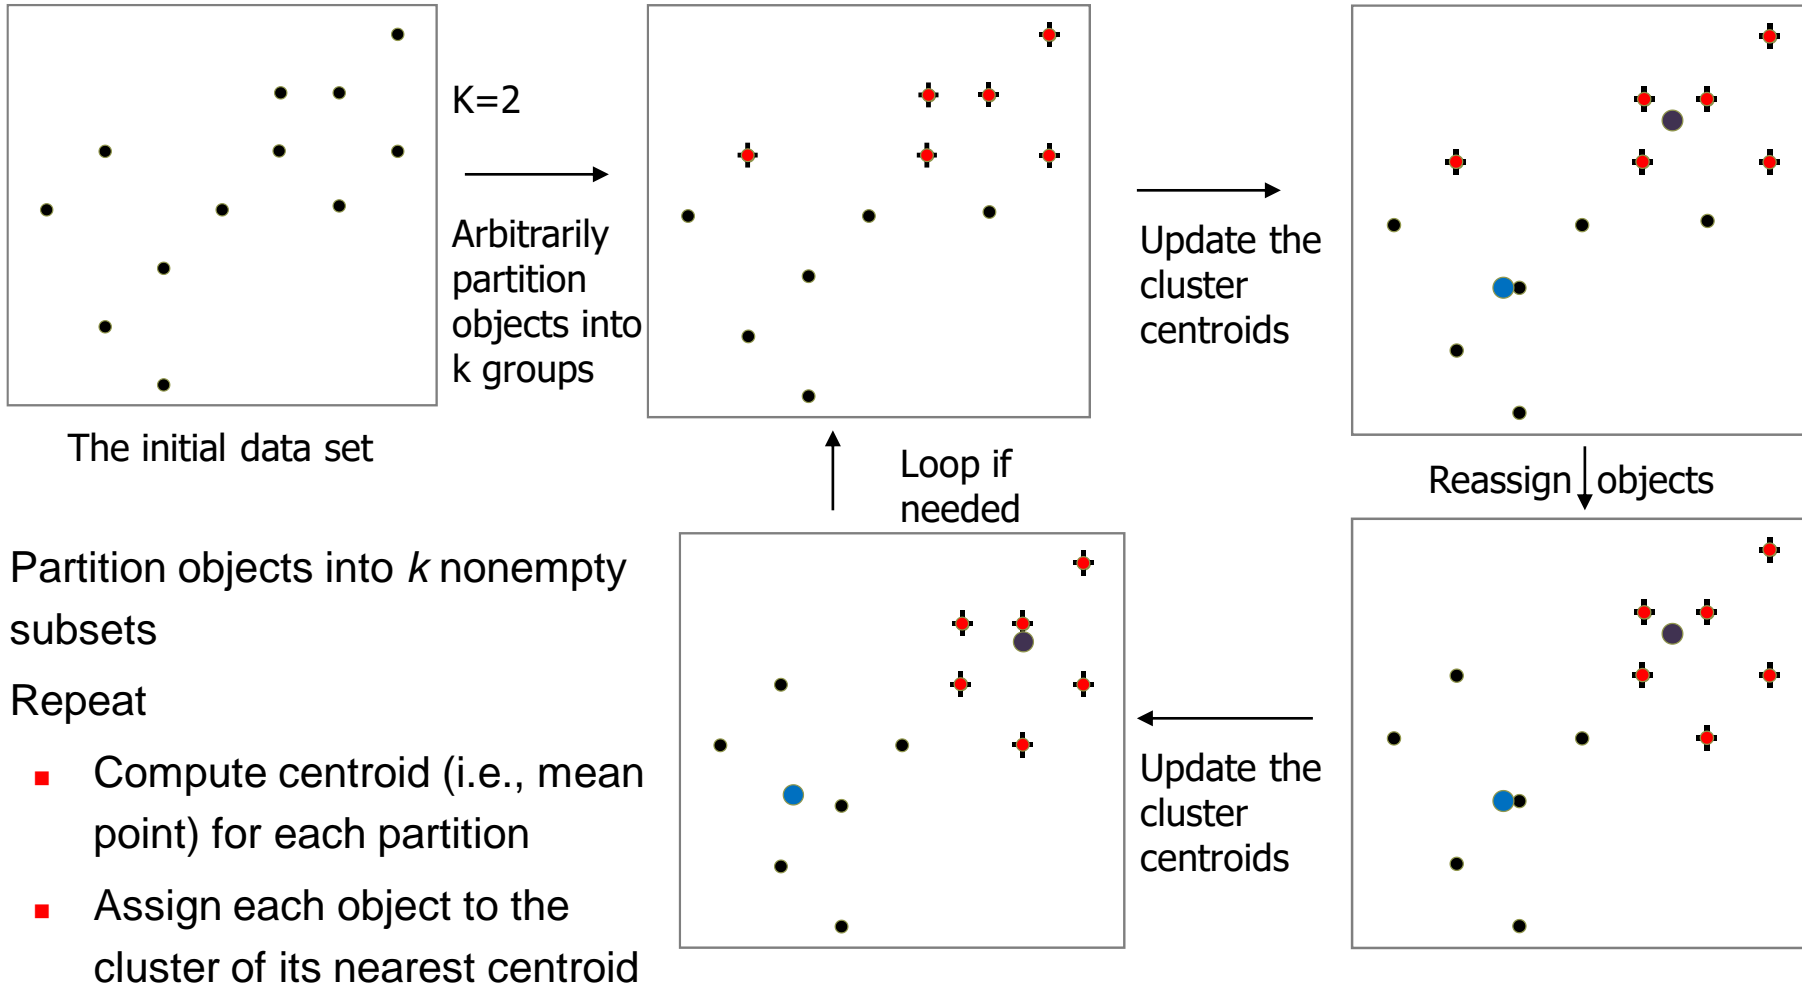 K=2
Arbitrarily
partition
objects into
k groups
Update the
cluster
centroids
The initial data set
Loop if
needed
Reassign objects
Update the
cluster
centroids
Partition objects into k nonempty
subsets
Repeat
Compute centroid (i.e., mean
point) for each partition
Assign each object to the
cluster of its nearest centroid